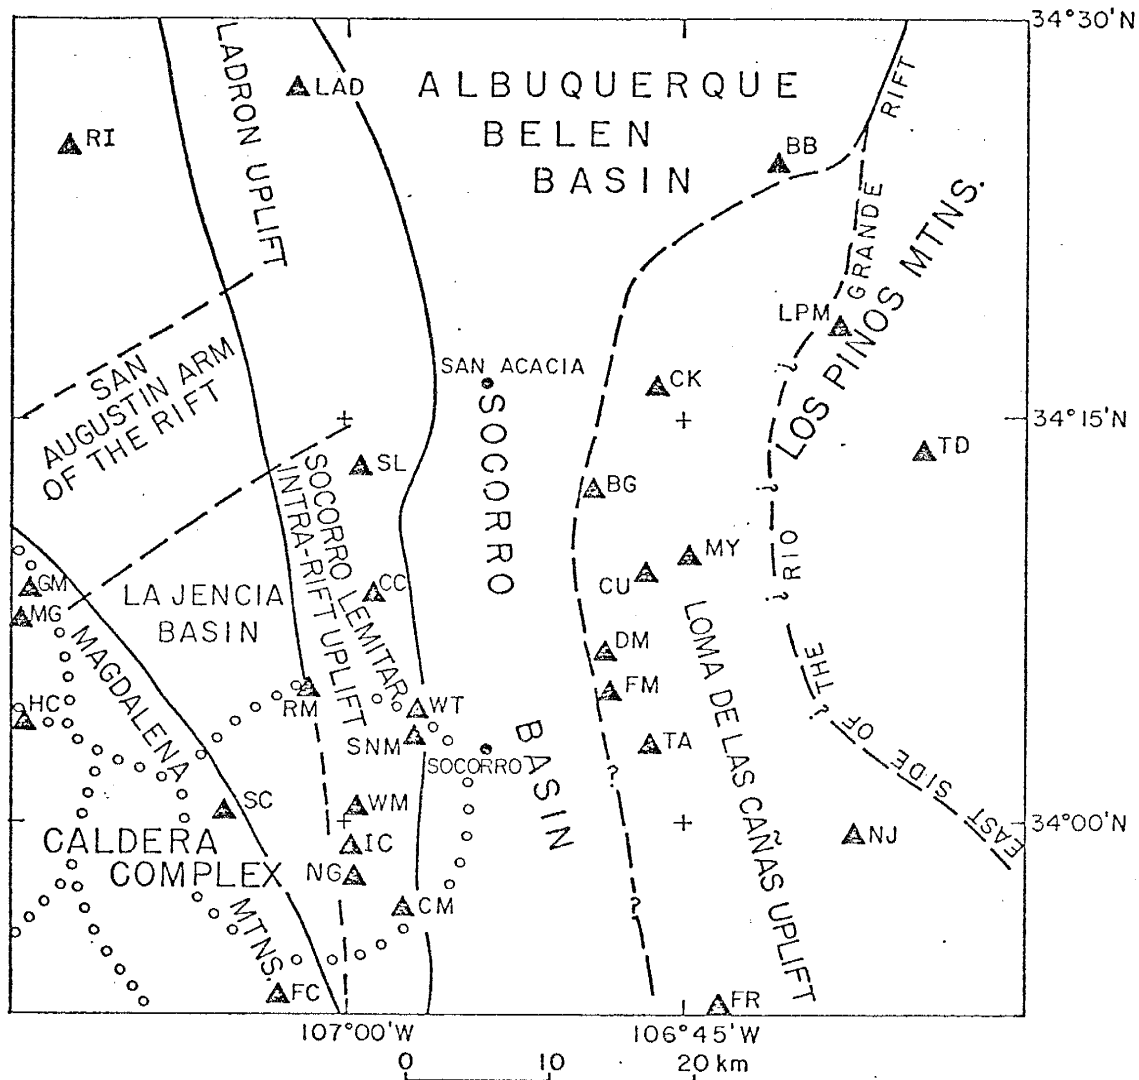 34°30'N
LADRON UPLIFT
LAD
ALBUQUERQUE
BELEN
BASIN
RI
BB
EAST SIDE OF THE RIO GRANDE RIFT
LOS PINOS MTNS.
LPM
SAN
AUGUSTIN ARM
OF THE RIFT
SAN ACACIA
CK
34°15'N
SOCORRO
BASIN
TD
SL
BG
SOCORRO LEMITAR
INTRA-RIFT UPLIFT
MY
CU
GM
MG
LA JENCIA
BASIN
CC
LOMA DE LAS CAÑAS UPLIFT
DM
FM
MAGDALENA
MTNS.
HC
RM
WT
SNM
SOCORRO
TA
?
?
?
?
?
?
SC
WM
34°00'N
CALDERA
COMPLEX
IC
NG
NJ
CM
FC
FR
107°00'W
106°45'W
0
10
20 km